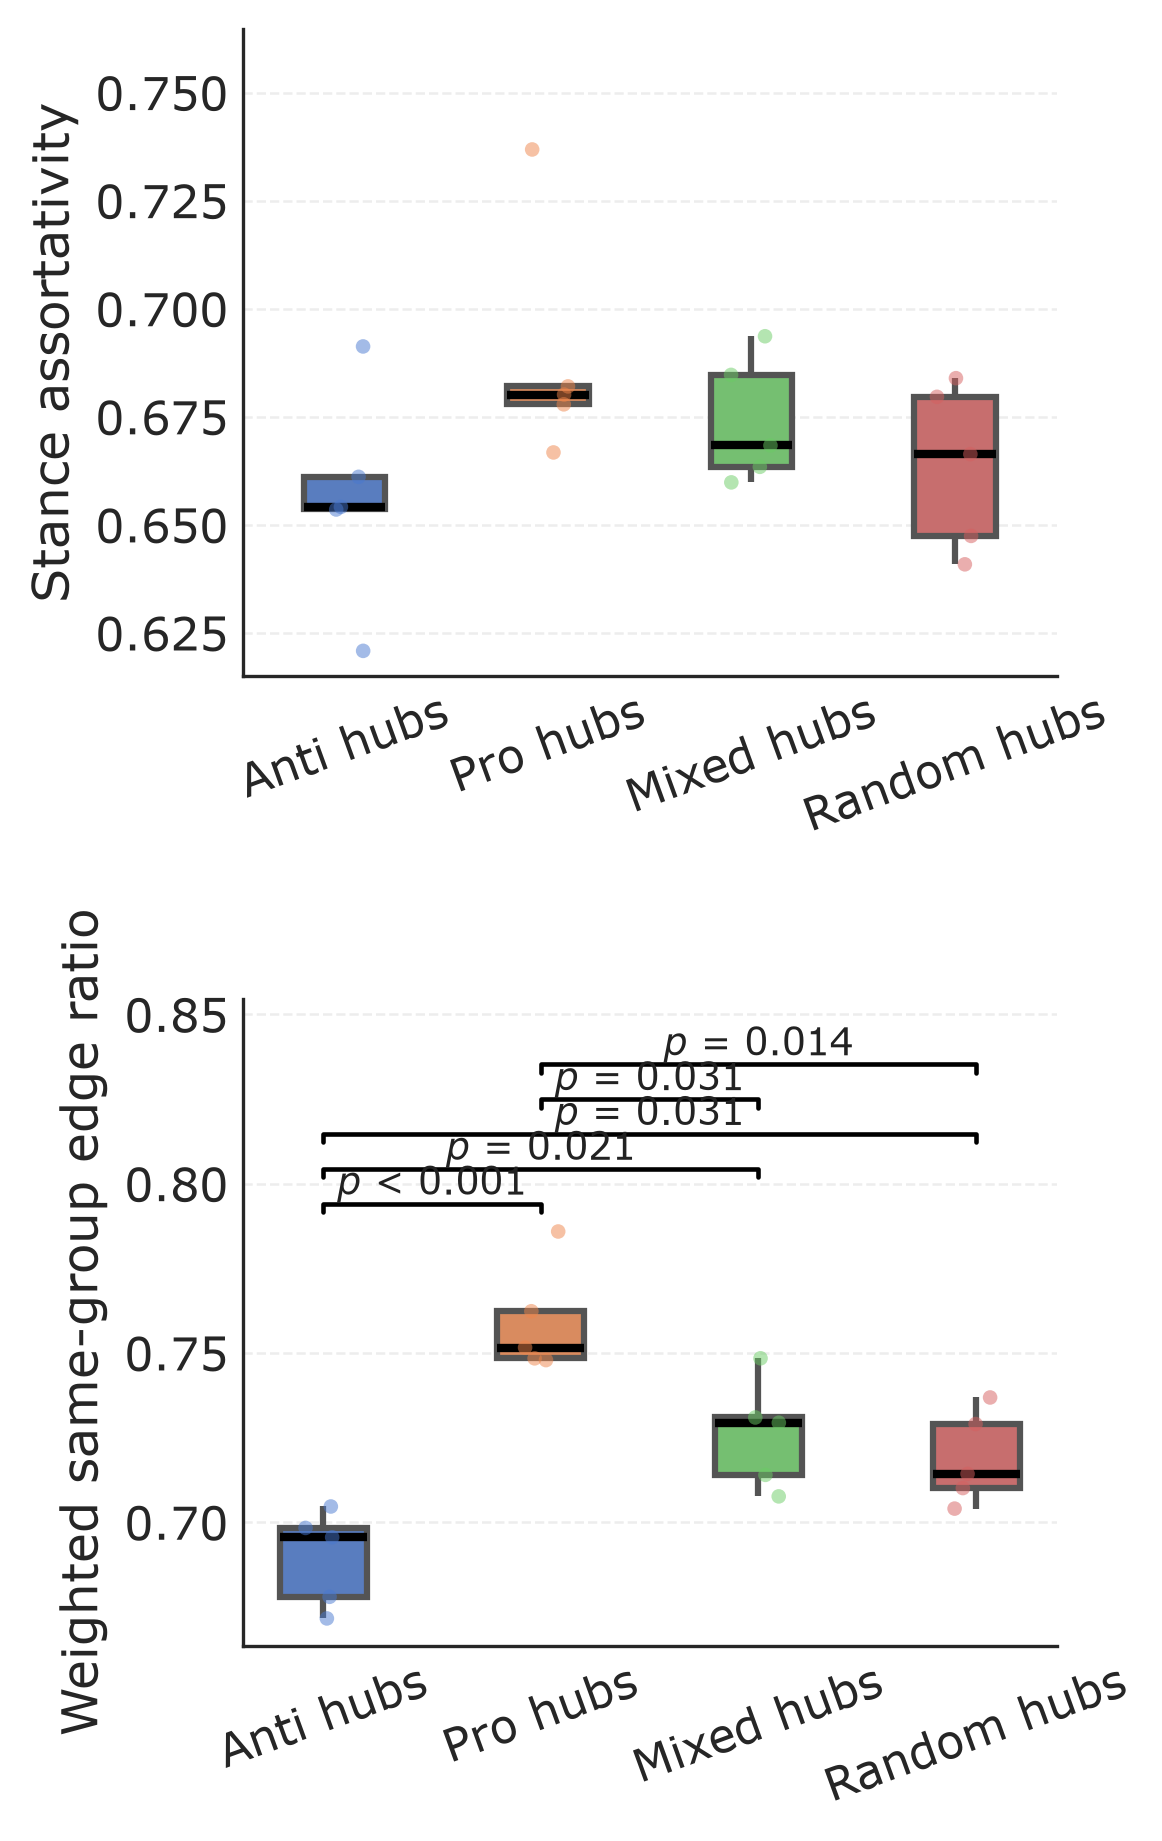 Stance assortativity
0.750
0.725
0.700
0.675
0.650
0.625
Anti hubs
Pro hubs
Mixed hubs
Random hubs
Weighted same-group edge ratio
0.85
0.80
0.75
0.70
p = 0.014
p = 0.031
p = 0.031
p = 0.021
p < 0.001
Anti hubs
Pro hubs
Mixed hubs
Random hubs